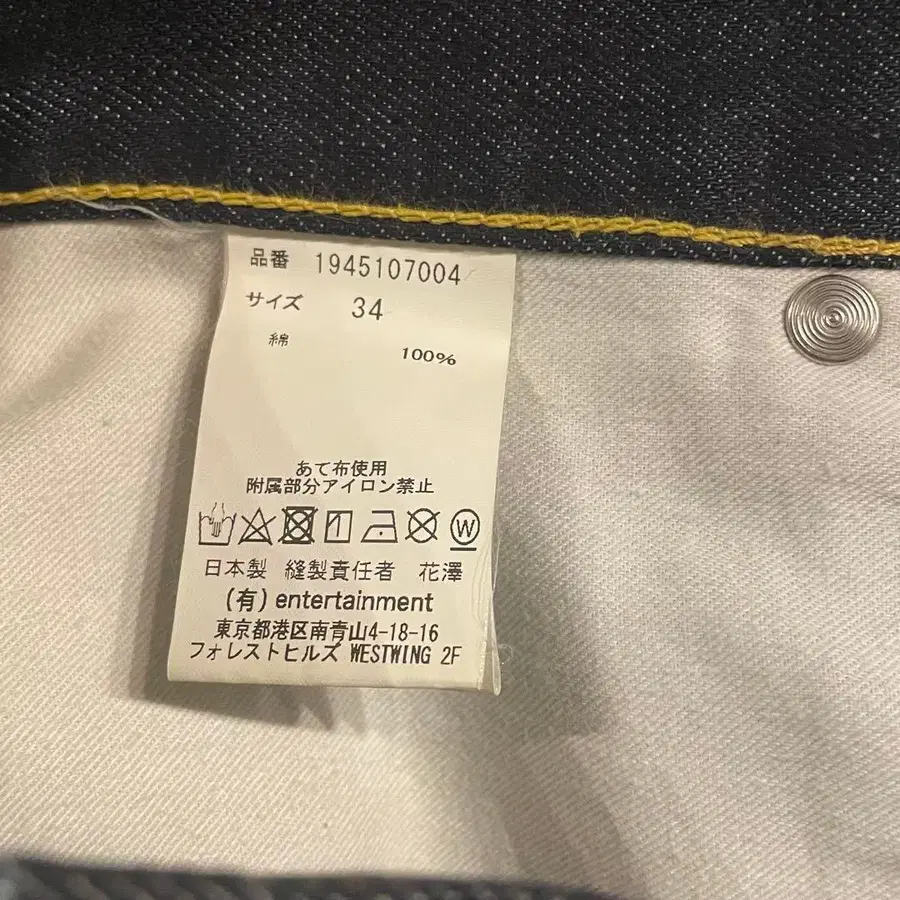 品番 1945107004
サイズ 34
綿 100%
あて布使用
附属部分アイロン禁止
W
日本製 縫製責任者 花澤
(有) entertainment
東京都港区南青山4-18-16
フォレストヒルズ WESTWING 2F